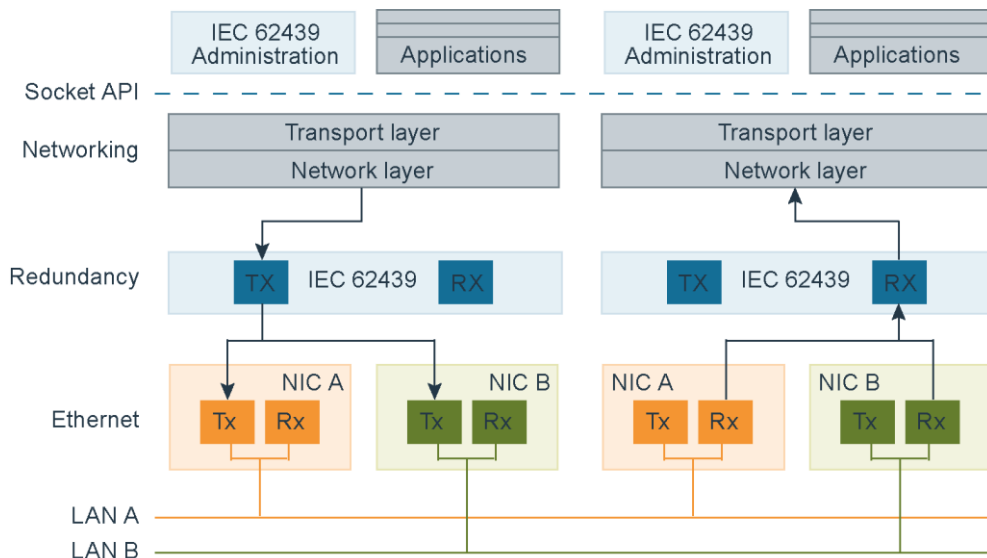 IEC 62439
Administration
Applications
IEC 62439
Administration
Applications
Socket API
Networking
Transport layer
Network layer
Transport layer
Network layer
Redundancy
TX
IEC 62439
RX
TX
IEC 62439
RX
Ethernet
NIC A
Tx
Rx
NIC B
Tx
Rx
NIC A
Tx
Rx
NIC B
Tx
Rx
LAN A
LAN B